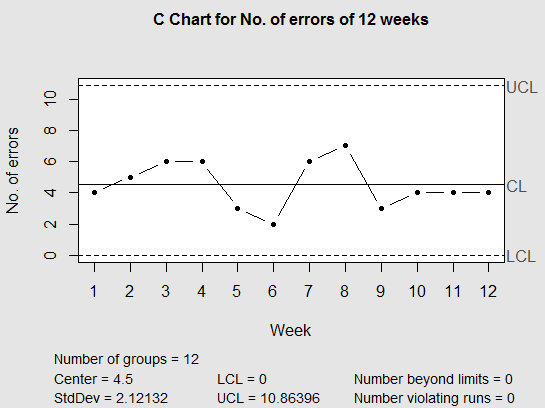 C Chart for No. of errors of 12 weeks
UCL
10
8
6
4
2
0
No. of errors
CL
LCL
1 2 3 4 5 6 7 8 9 10 11 12
Week
Number of groups = 12
Center = 4.5 LCL = 0 Number beyond limits = 0
StdDev = 2.12132 UCL = 10.86396 Number violating runs = 0